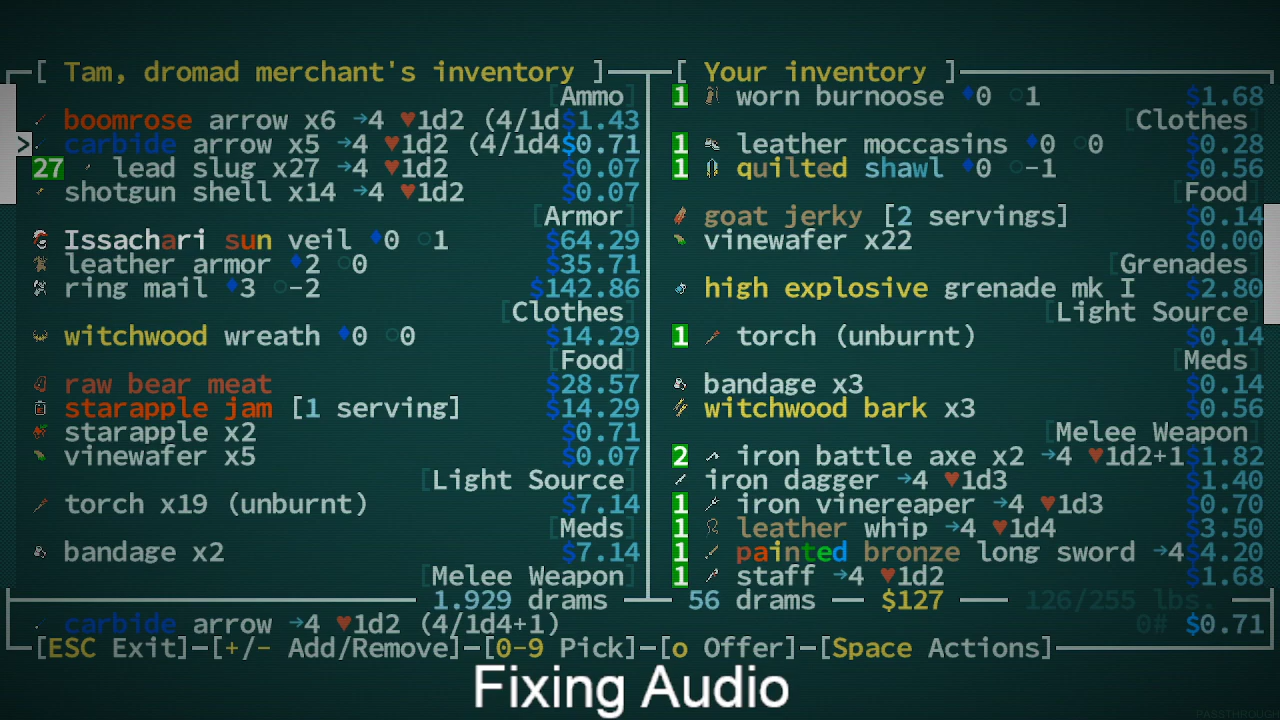 [ Tam, dromad merchant's inventory ]
[Ammo]
boomrose arrow x6 →4 ♥1d2 (4/1d$1.43
> carbide arrow x5 →4 ♥1d2 (4/1d4$0.71
27 lead slug x27 →4 ♥1d2 $0.07
shotgun shell x14 →4 ♥1d2 $0.07
[Armor]
Issachari sun veil ♦0 ○1 $64.29
leather armor ♦2 ○0 $35.71
ring mail ♦3 ○-2 $142.86
[Clothes]
witchwood wreath ♦0 ○0 $14.29
[Food]
raw bear meat $28.57
starapple jam [1 serving] $14.29
starapple x2 $0.71
vinewafer x5 $0.07
[Light Source]
torch x19 (unburnt) $7.14
[Meds]
bandage x2 $7.14
[Melee Weapon]
1.929 drams
[ Your inventory ]
1 worn burnoose ♦0 ○1 $1.68
[Clothes]
1 leather moccasins ♦0 ○0 $0.28
1 quilted shawl ♦0 ○-1 $0.56
[Food]
goat jerky [2 servings] $0.14
vinewafer x22 $0.00
[Grenades]
high explosive grenade mk I $2.80
[Light Source]
1 torch (unburnt) $0.14
[Meds]
bandage x3 $0.14
witchwood bark x3 $0.56
[Melee Weapon]
2 iron battle axe x2 →4 ♥1d2+1$1.82
iron dagger →4 ♥1d3 $1.40
1 iron vinereaper →4 ♥1d3 $0.70
1 leather whip →4 ♥1d4 $3.50
1 painted bronze long sword →4$4.20
1 staff →4 ♥1d2 $1.68
56 drams — $127 — 126/255 lbs.
carbide arrow →4 ♥1d2 (4/1d4+1) 0# $0.71
[ESC Exit]—[+/- Add/Remove]—[0-9 Pick]—[o Offer]—[Space Actions]
Fixing Audio